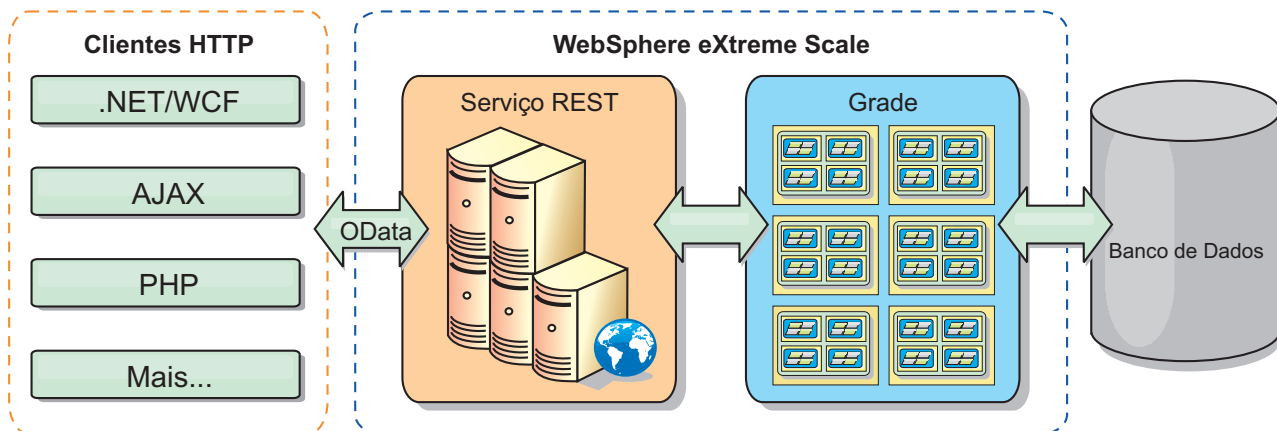 Clientes HTTP
.NET/WCF
AJAX
PHP
Mais...
OData
WebSphere eXtreme Scale
Serviço REST
Grade
Banco de Dados